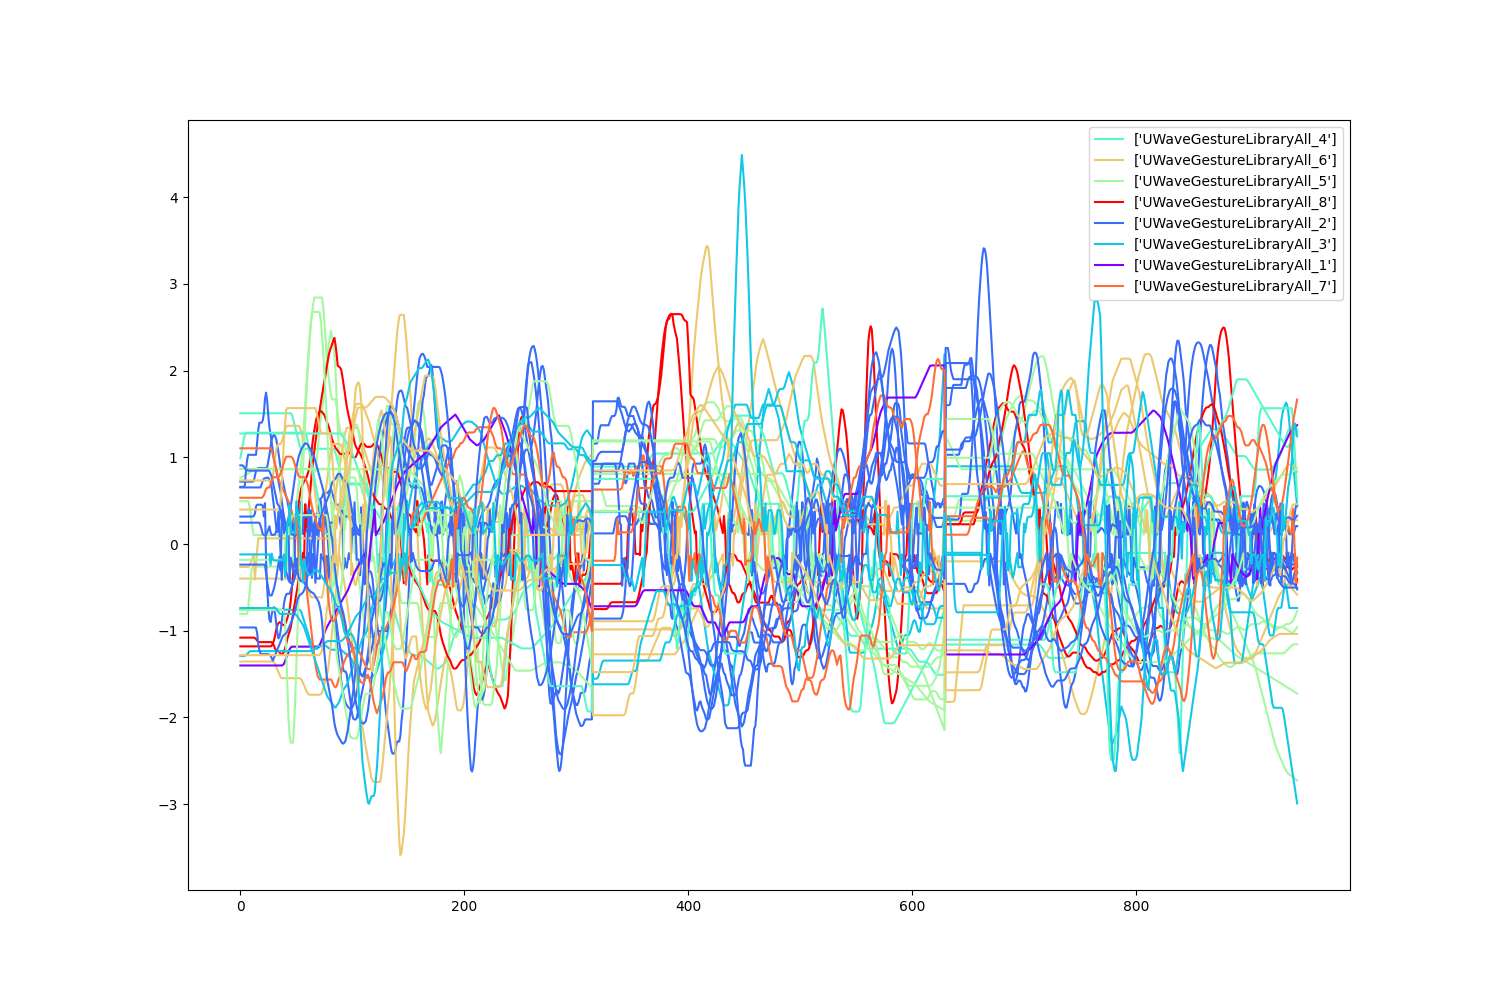 ['UWaveGestureLibraryAll_4']
['UWaveGestureLibraryAll_6']
['UWaveGestureLibraryAll_5']
['UWaveGestureLibraryAll_8']
['UWaveGestureLibraryAll_2']
['UWaveGestureLibraryAll_3']
['UWaveGestureLibraryAll_1']
['UWaveGestureLibraryAll_7']
4
3
2
1
0
−1
−2
−3
0 200 400 600 800